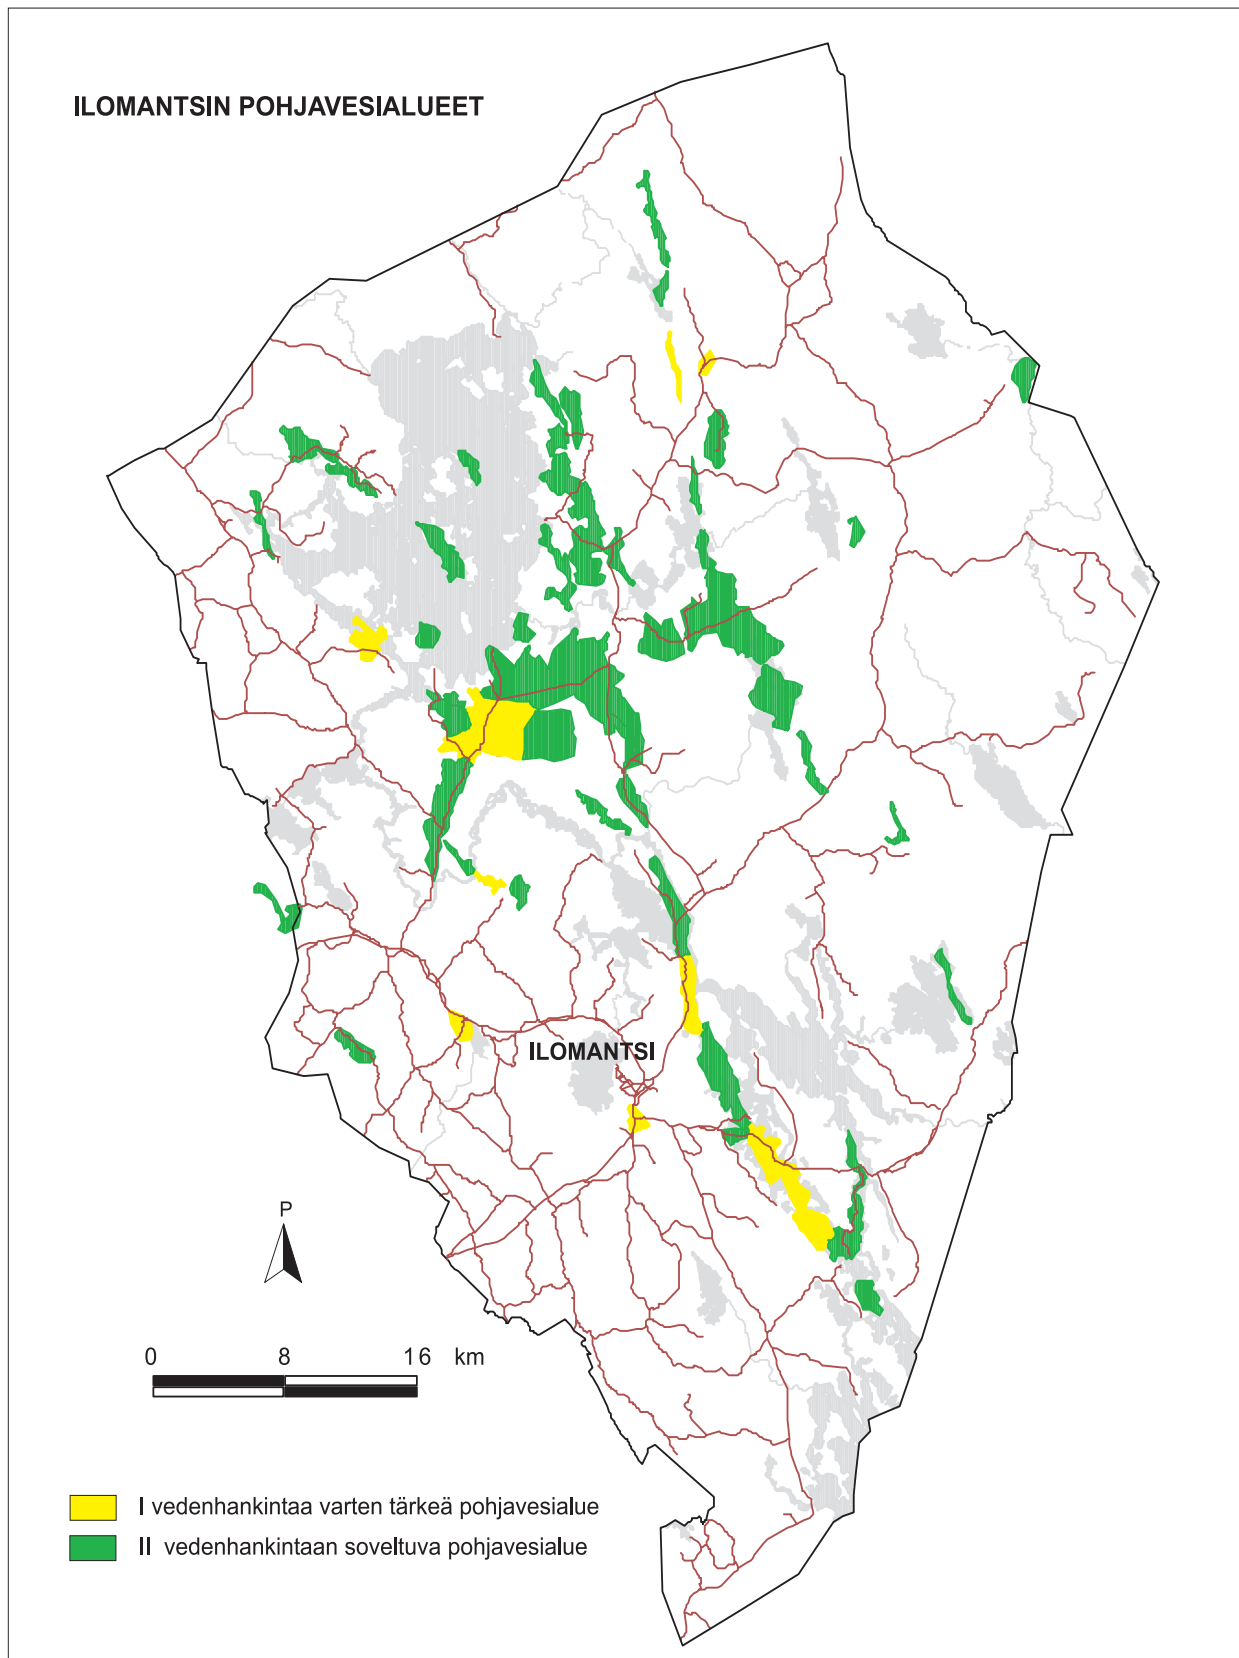 ILOMANTSIN POHJAVESIALUEET
ILOMANTSI
P
0 8 16 km
I vedenhankintaa varten tärkeä pohjavesialue
II vedenhankintaan soveltuva pohjavesialue